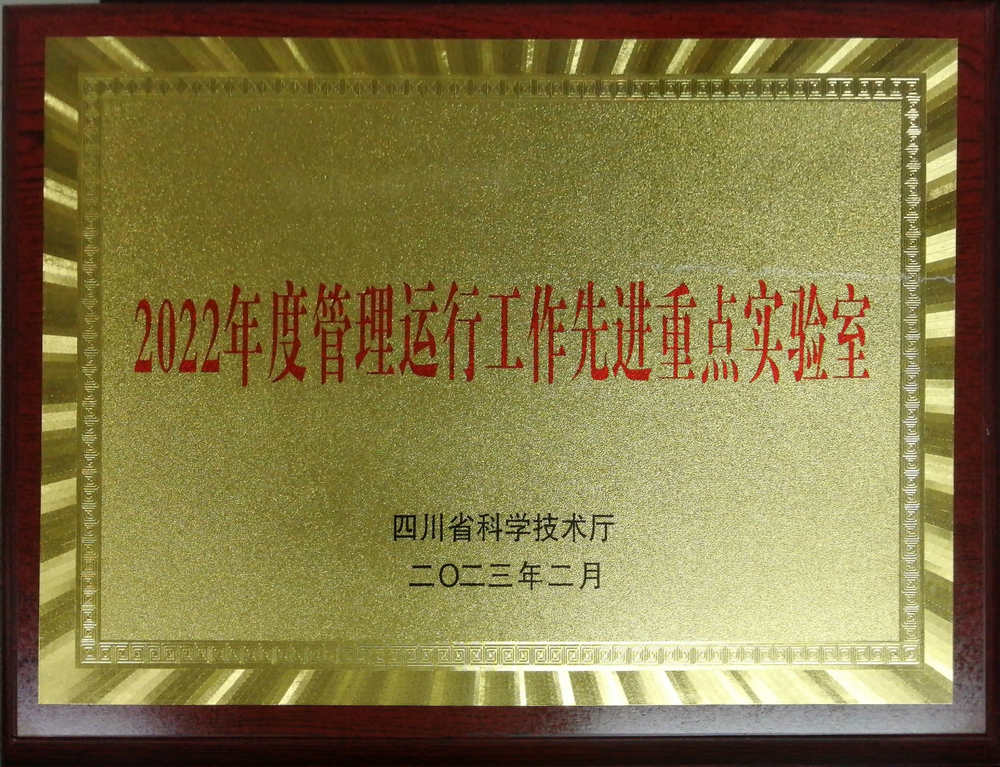 2022年度管理运行工作先进重点实验室
四川省科学技术厅
二〇二三年二月